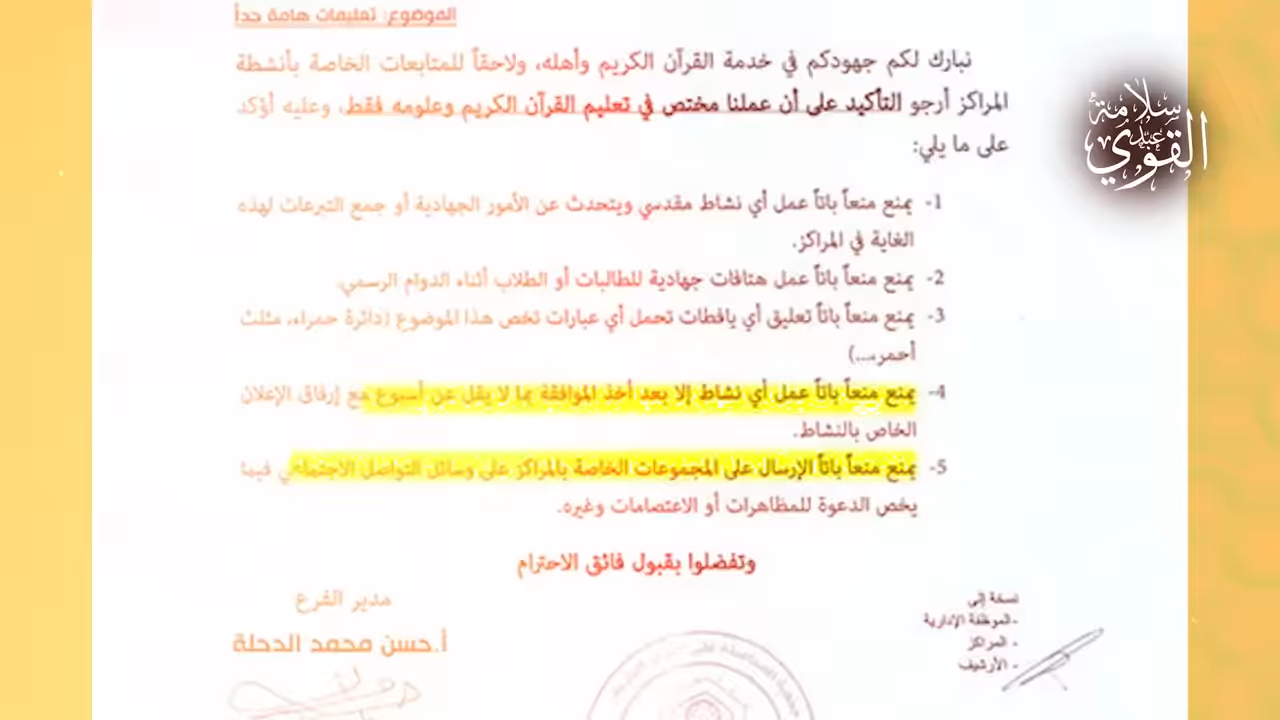 الموضوع: تعليمات هامة جداً
نبارك لكم جهودكم في خدمة القرآن الكريم وأهله، ولاحقاً للمتابعات الخاصة بأنشطة
المراكز أرجو التأكيد على أن عملنا مختص في تعليم القرآن الكريم وعلومه فقط، وعليه أؤكد
على ما يلي:
سلامة
عبد
القوي
1- يمنع منعاً باتاً عمل أي نشاط مقدسي ويتحدث عن الأمور الجهادية أو جمع التبرعات لهذه
الغاية في المراكز.
2- يمنع منعاً باتاً عمل هتافات جهادية للطالبات أو الطلاب أثناء الدوام الرسمي.
3- يمنع منعاً باتاً تعليق أي يافطات تحمل أي عبارات تخص هذا الموضوع (دائرة حمراء، مثلث
أحمر،...)
4- يمنع منعاً باتاً عمل أي نشاط إلا بعد أخذ الموافقة بما لا يقل عن أسبوع مع إرفاق الإعلان
الخاص بالنشاط.
5- يمنع منعاً باتاً الإرسال على المجموعات الخاصة بالمراكز على وسائل التواصل الاجتماعي فيما
يخص الدعوة للمظاهرات أو الاعتصامات وغيره.
وتفضلوا بقبول فائق الاحترام
مدير الفرع
أ.حسن محمد الدحلة
نسخة إلى
-الموظفة الإدارية
- المراكز
- الأرشيف